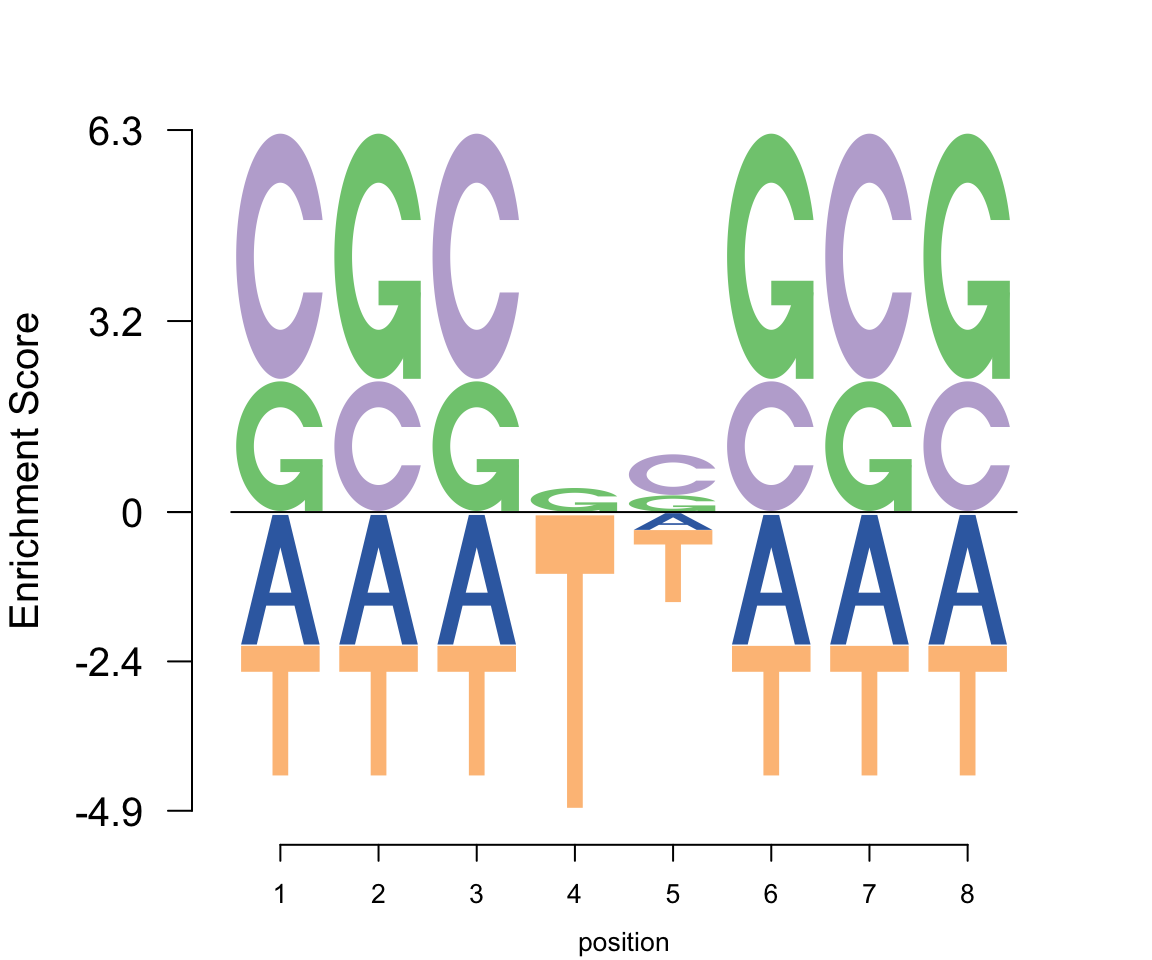 6.3
3.2
0
-2.4
-4.9
Enrichment Score
C G C G C G
G C G G C C G C
G
A A A A A A A
T T T T T T T T
1 2 3 4 5 6 7 8
position